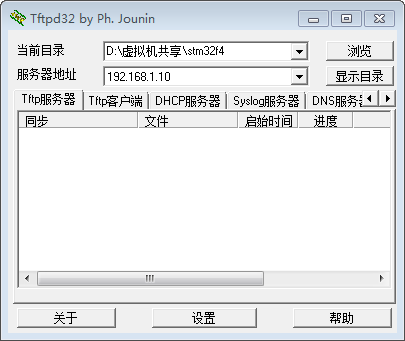 Tftpd32 by Ph. Jounin
当前目录 D:\虚拟机共享\stm32f4 浏览
服务器地址 192.168.1.10 显示目录
Tftp服务器 Tftp客户端 DHCP服务器 Syslog服务器 DNS服务
同步 文件 启始时间 进度
关于 设置 帮助